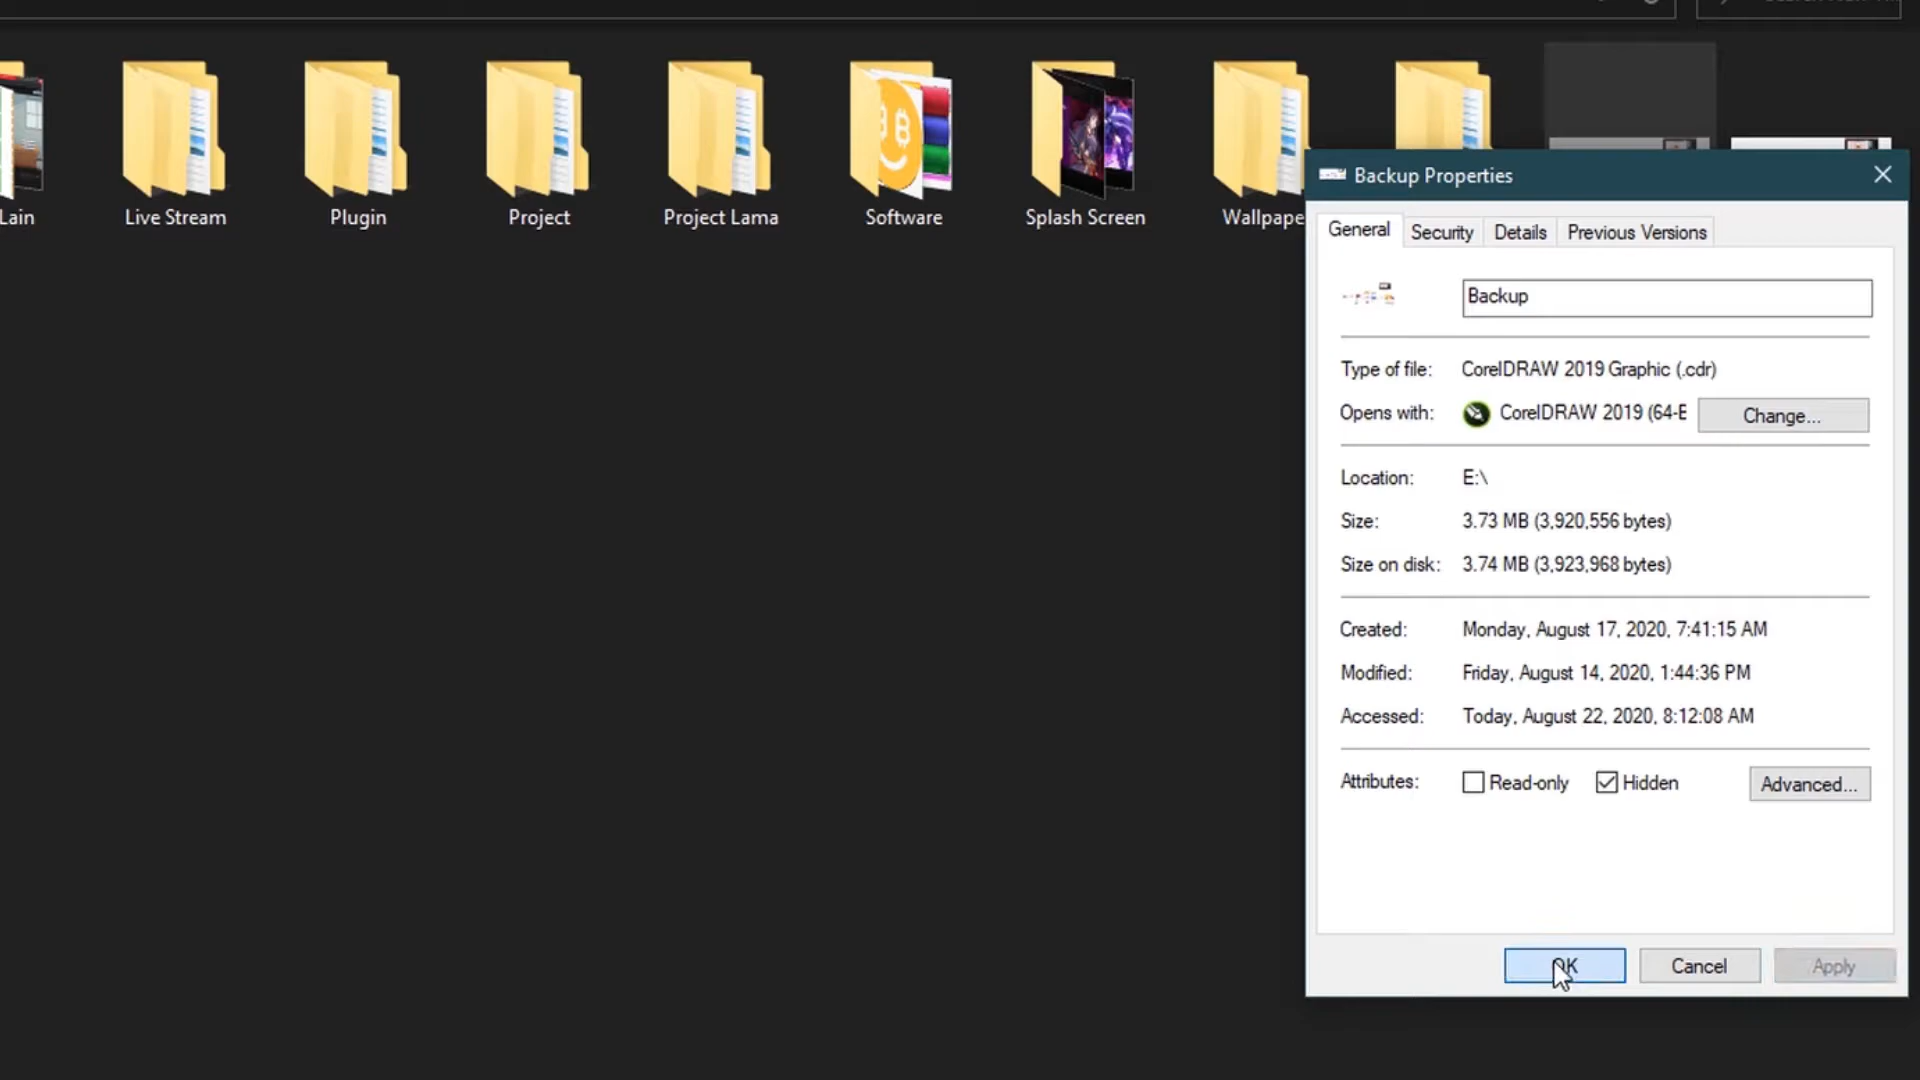 Lain
Live Stream
Plugin
Project
Project Lama
Software
Splash Screen
Wallpape
Backup Properties
General
Security
Details
Previous Versions
Backup
Type of file: CorelDRAW 2019 Graphic (.cdr)
Opens with: CorelDRAW 2019 (64-B
Change...
Location: E:\
Size: 3.73 MB (3,920,556 bytes)
Size on disk: 3.74 MB (3,923,968 bytes)
Created: Monday, August 17, 2020, 7:41:15 AM
Modified: Friday, August 14, 2020, 1:44:36 PM
Accessed: Today, August 22, 2020, 8:12:08 AM
Attributes: Read-only Hidden Advanced...
OK Cancel Apply